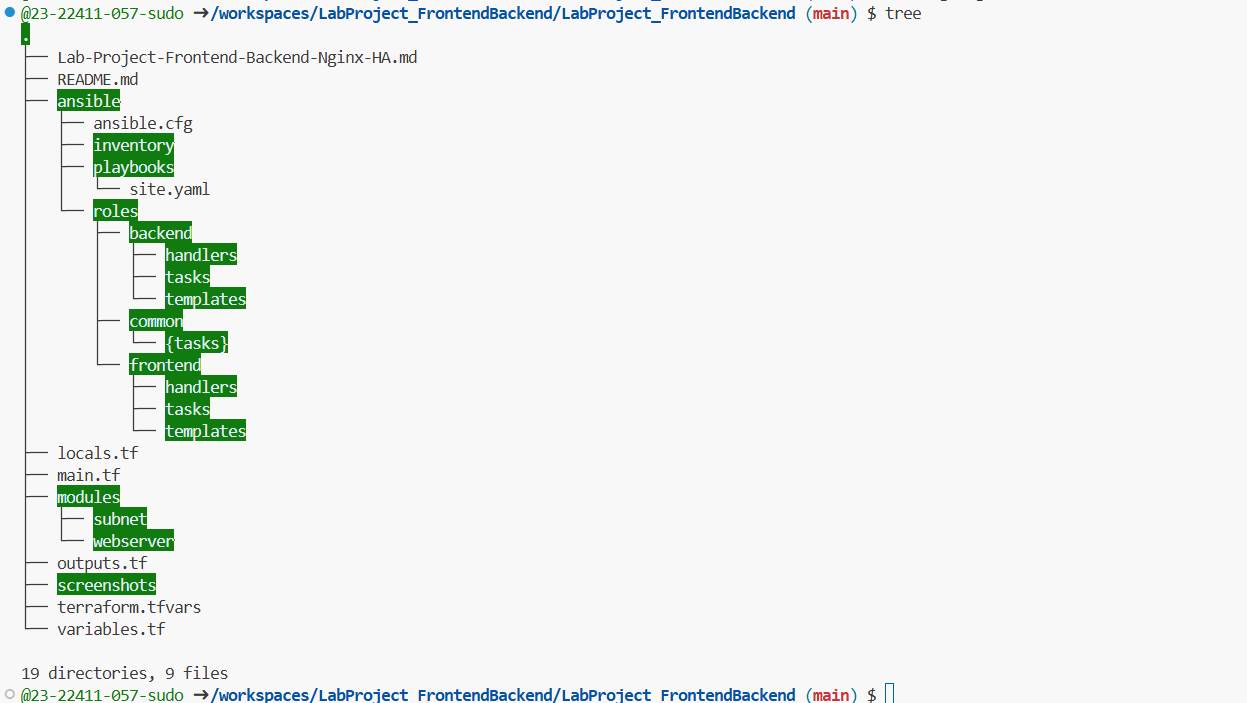 @23-22411-057-sudo ➜/workspaces/LabProject_FrontendBackend/LabProject_FrontendBackend (main) $ tree
.
├── Lab-Project-Frontend-Backend-Nginx-HA.md
├── README.md
├── ansible
│   ├── ansible.cfg
│   ├── inventory
│   ├── playbooks
│   │   └── site.yaml
│   └── roles
│       ├── backend
│       │   ├── handlers
│       │   ├── tasks
│       │   └── templates
│       ├── common
│       │   └── {tasks}
│       └── frontend
│           ├── handlers
│           ├── tasks
│           └── templates
├── locals.tf
├── main.tf
├── modules
│   ├── subnet
│   └── webserver
├── outputs.tf
├── screenshots
├── terraform.tfvars
└── variables.tf
19 directories, 9 files
@23-22411-057-sudo ➜/workspaces/LabProject_FrontendBackend/LabProject_FrontendBackend (main) $